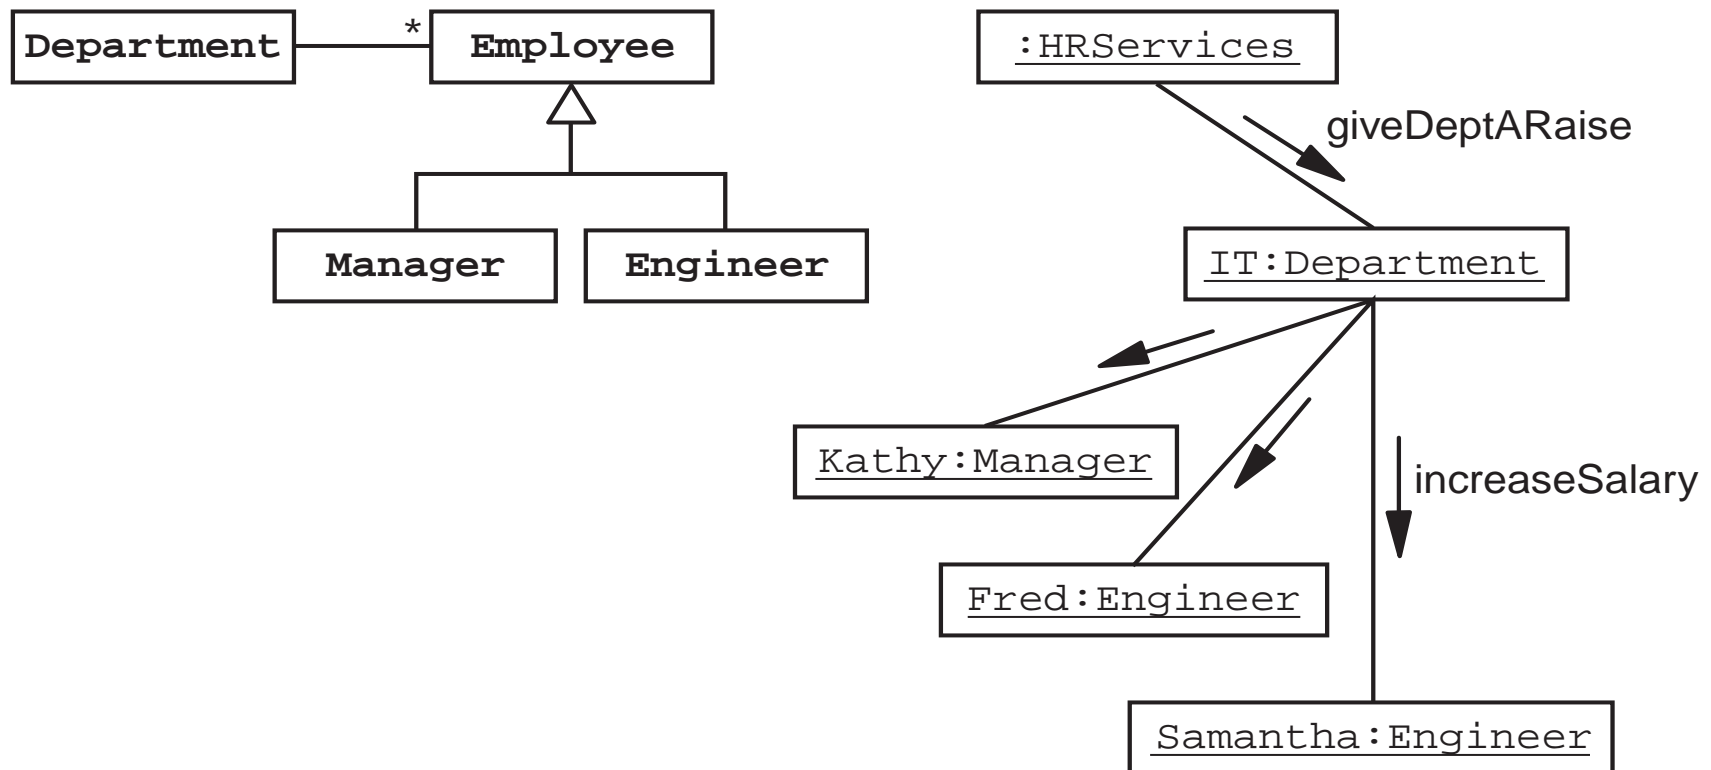 Department
*
Employee
Manager
Engineer
:HRServices
giveDeptARaise
IT:Department
Kathy:Manager
increaseSalary
Fred:Engineer
Samantha:Engineer